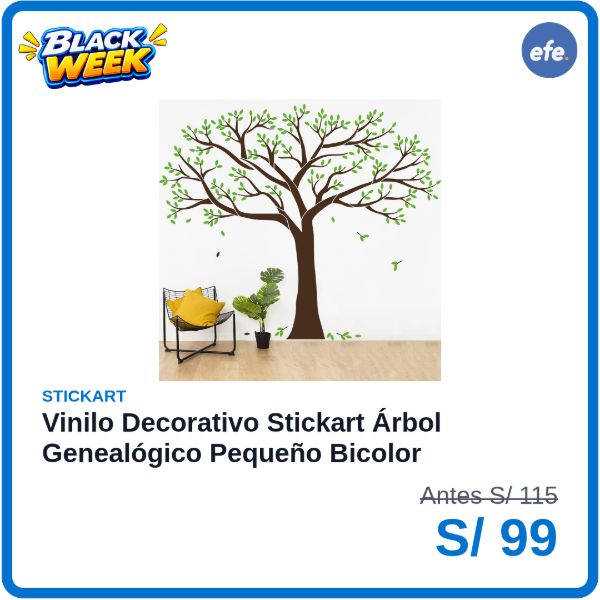 BLACK
WEEK
efe.
STICKART
Vinilo Decorativo Stickart Árbol
Genealógico Pequeño Bicolor
Antes S/ 115
S/ 99